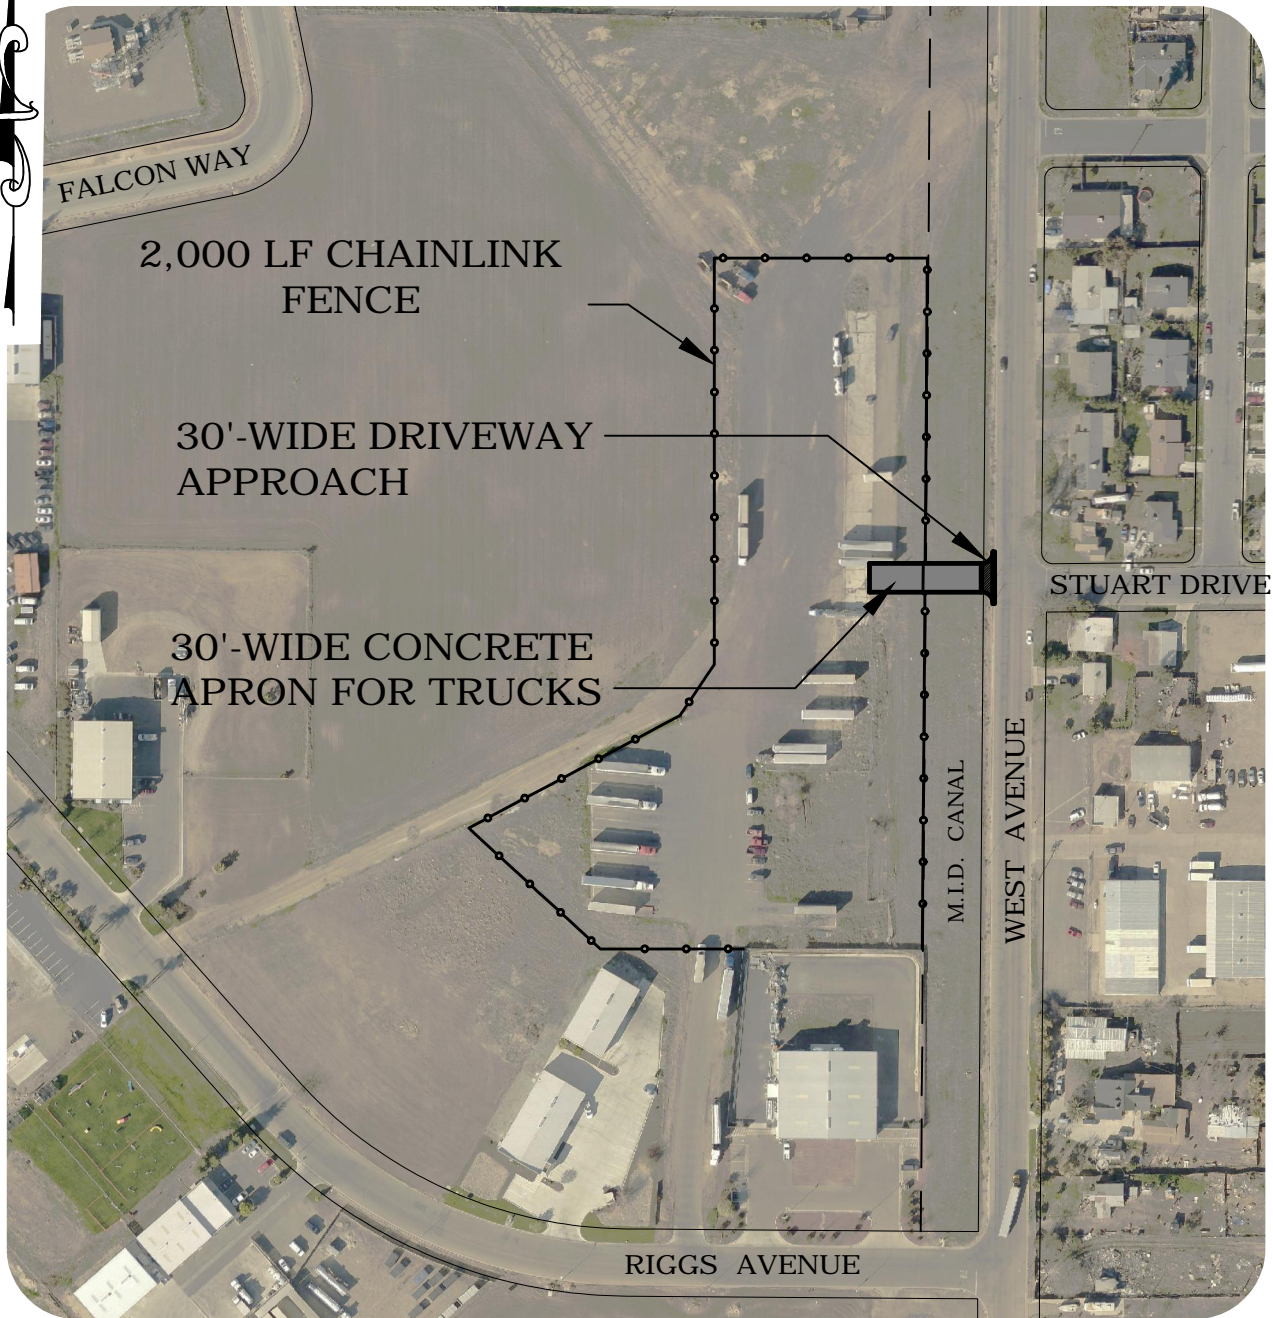 FALCON WAY
2,000 LF CHAINLINK
FENCE
30'-WIDE DRIVEWAY
APPROACH
STUART DRIVE
30'-WIDE CONCRETE
APRON FOR TRUCKS
M.I.D. CANAL
WEST AVENUE
RIGGS AVENUE